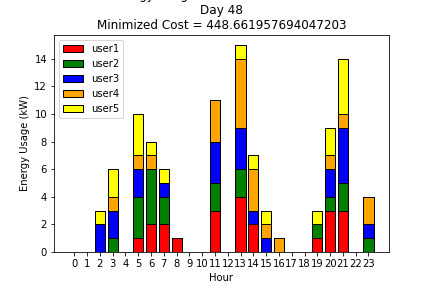 Day 48
Minimized Cost = 448.661957694047203
user1
user2
user3
user4
user5
Energy Usage (kW)
14
12
10
8
6
4
2
0
0 1 2 3 4 5 6 7 8 9 10 11 12 13 14 15 16 17 18 19 20 21 22 23
Hour